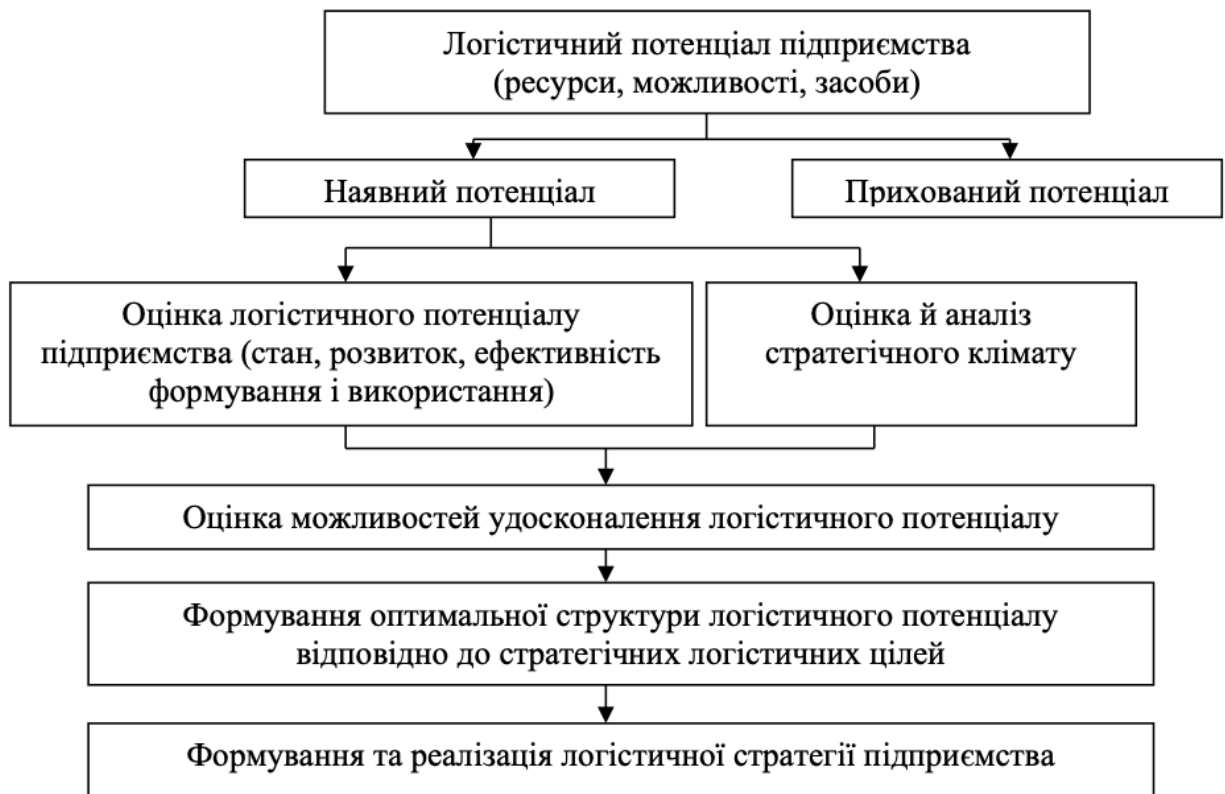 Логістичний потенціал підприємства
(ресурси, можливості, засоби)
Наявний потенціал
Прихований потенціал
Оцінка логістичного потенціалу
підприємства (стан, розвиток, ефективність
формування і використання)
Оцінка й аналіз
стратегічного клімату
Оцінка можливостей удосконалення логістичного потенціалу
Формування оптимальної структури логістичного потенціалу
відповідно до стратегічних логістичних цілей
Формування та реалізація логістичної стратегії підприємства